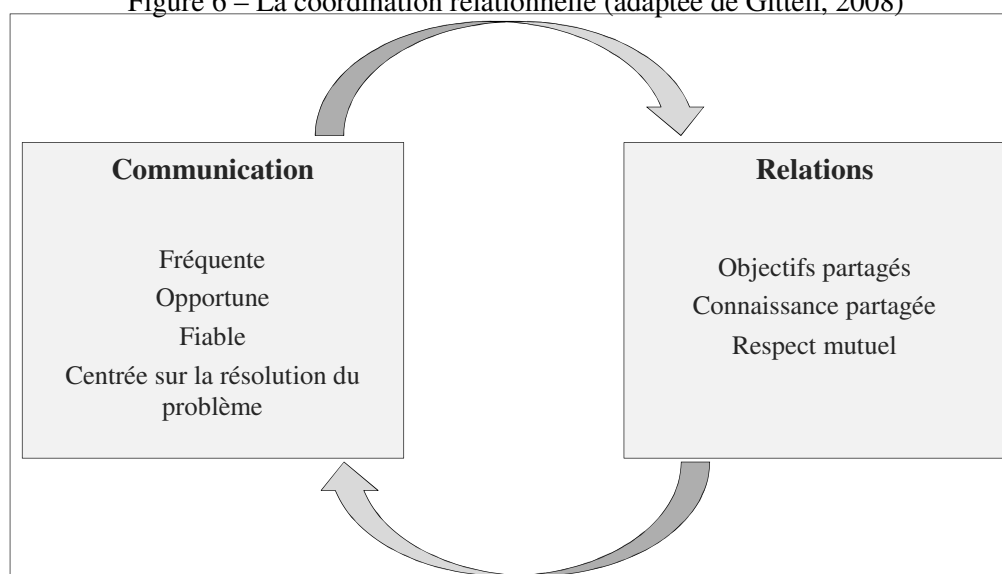 Figure 6 – La coordination relationnelle (adaptée de Gittell, 2008)
Communication
Fréquente
Opportune
Fiable
Centrée sur la résolution du
problème
Relations
Objectifs partagés
Connaissance partagée
Respect mutuel